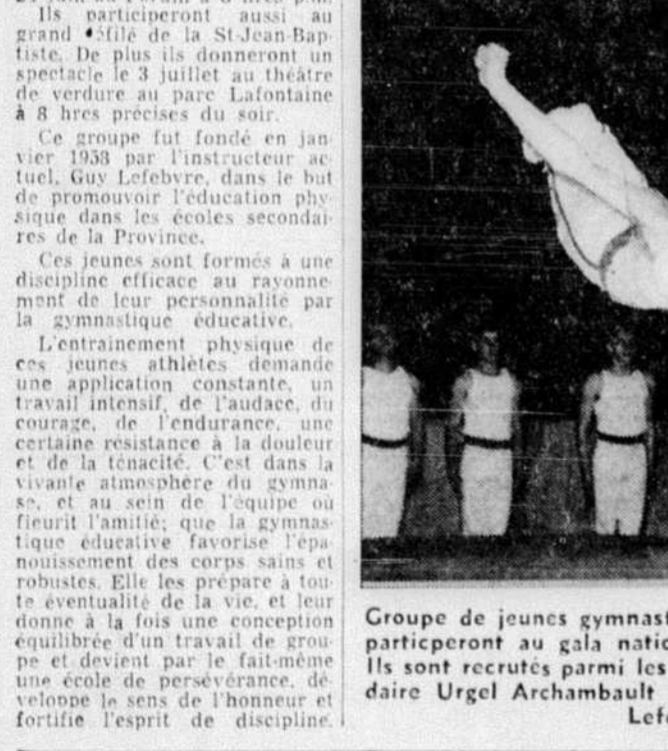 Ils participeront aussi au
grand défilé de la St-Jean-Bap-
tiste. De plus ils donneront un
spectacle le 3 juillet au théâtre
de verdure au parc Lafontaine
à 8 hres précises du soir.
Ce groupe fut fondé en jan-
vier 1958 par l'instructeur ac-
tuel, Guy Lefebvre, dans le but
de promouvoir l'éducation phy-
sique dans les écoles secondai-
res de la Province.
Ces jeunes sont formés à une
discipline efficace au rayonne-
ment de leur personnalité par
la gymnastique éducative.
L'entrainement physique de
ces jeunes athlètes demande
une application constante, un
travail intensif, de l'audace, du
courage, de l'endurance, une
certaine résistance à la douleur
et de la ténacité. C'est dans la
vivante atmosphère du gymna-
se, et au sein de l'équipe où
fleurit l'amitié; que la gymnas-
tique éducative favorise l'épa-
nouissement des corps sains et
robustes. Elle les prépare à tou-
te éventualité de la vie, et leur
donne à la fois une conception
équilibrée d'un travail de grou-
pe et devient par le fait-même
une école de persévérance, dé-
veloppe le sens de l'honneur et
fortifie l'esprit de discipline.
Groupe de jeunes gymnast
particperont au gala natio
Ils sont recrutés parmi les
daire Urgel Archambault
Lefe